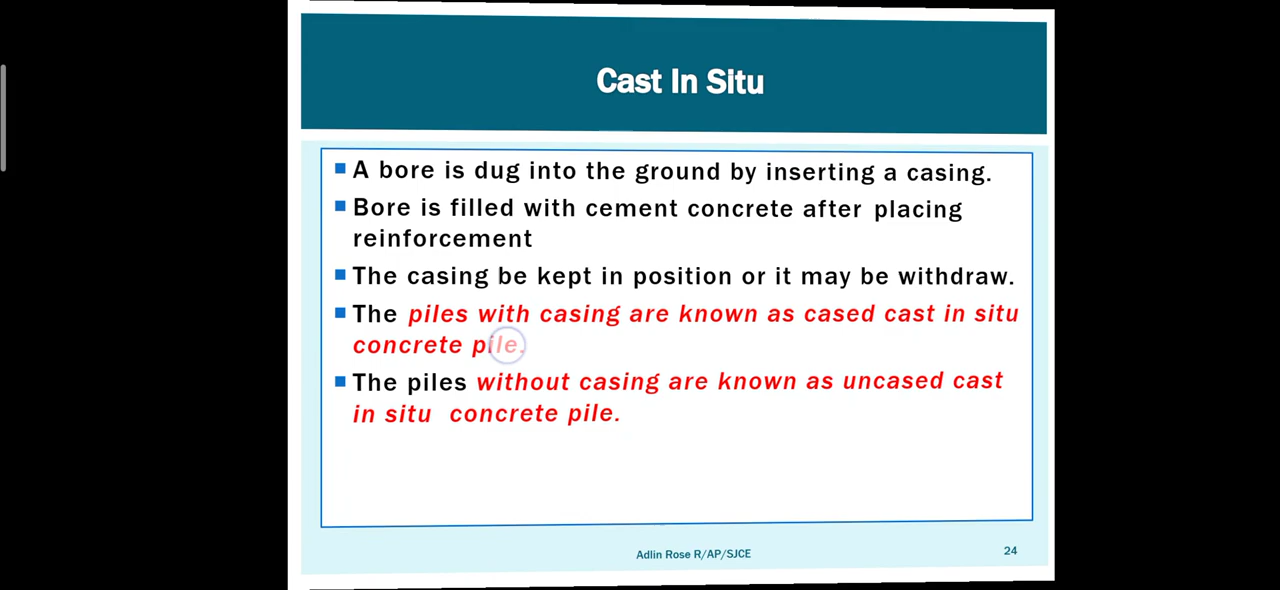 Cast In Situ
A bore is dug into the ground by inserting a casing.
Bore is filled with cement concrete after placing
reinforcement
The casing be kept in position or it may be withdraw.
The piles with casing are known as cased cast in situ
concrete pile.
The piles without casing are known as uncased cast
in situ concrete pile.
Adlin Rose R/AP/SJCE
24